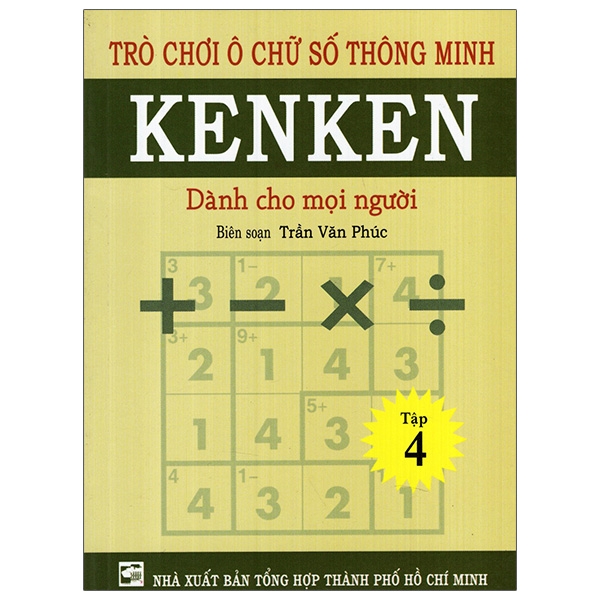 TRÒ CHƠI Ô CHỮ SỐ THÔNG MINH
KENKEN
Dành cho mọi người
Biên soạn Trần Văn Phúc
3 1- 7+
3 2 4
+ − × ÷
3+ 9+
2 1 4 3
5+
1 4 3
Tập
4
4 1-
4 3 2 1
NHÀ XUẤT BẢN TỔNG HỢP THÀNH PHỐ HỒ CHÍ MINH